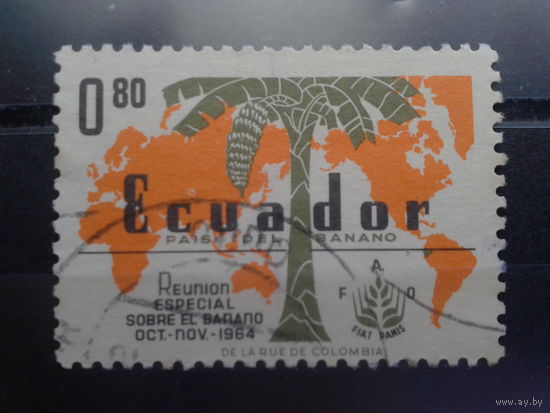 0.80
Ecuador
PAIS DEL BANANO
REUNION
ESPECIAL
SOBRE EL BANANO
OCT.-NOV.-1964
F A. O
FIAT PANIS
DE LA RUE DE COLOMBIA
www.ay.by